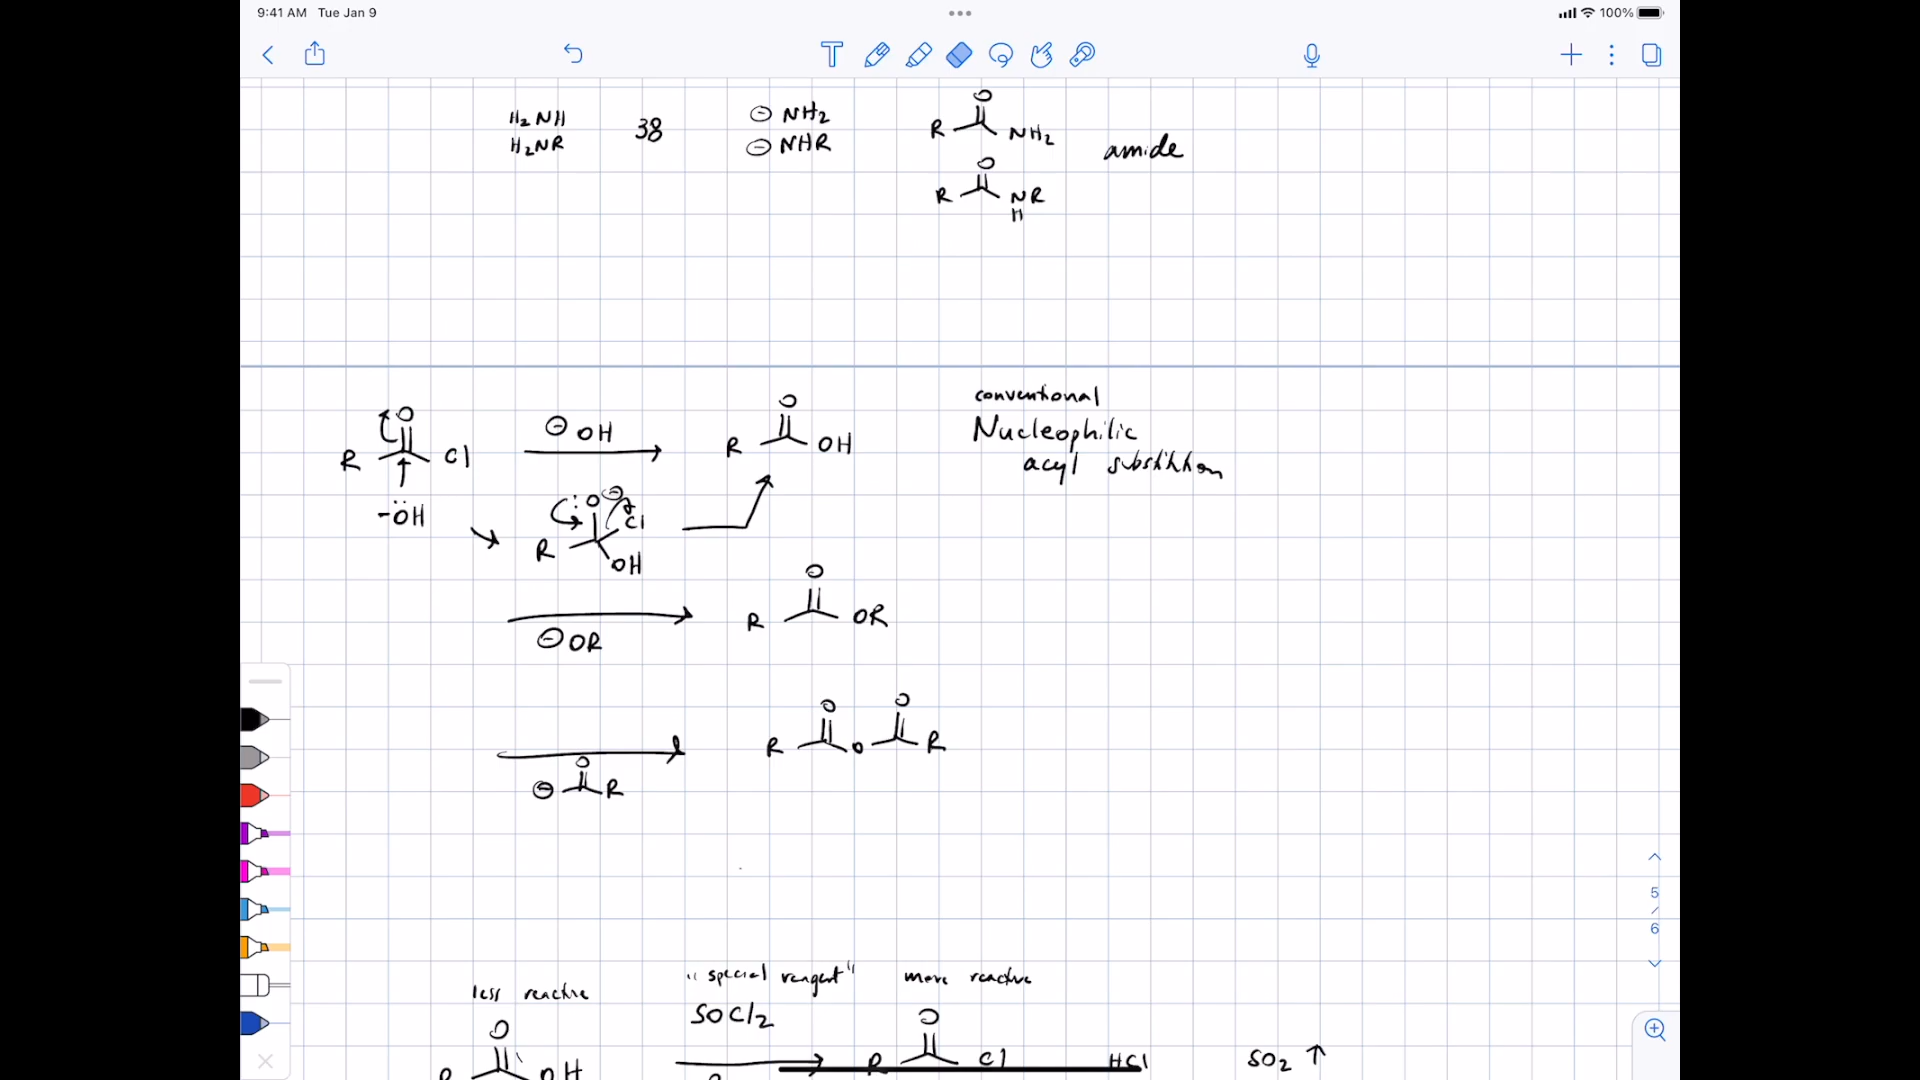 9:41 AM Tue Jan 9
100%
T
H₂NH 38 ⊖ NH₂
H₂NR ⊖ NHR
O
R NH₂
amide
O
R NR
H
conventional
Nucleophilic
acyl substitution
O
R Cl
-ÖH
⊖ OH
O
R OH
:O ⊖
Cl
R
OH
⊖ OR
O
R OR
O
⊖ R
O O
R O R
5
/
6
less reactive "special reagent" more reactive
SOCl₂
O
OH
O
R Cl HCl SO₂ ↑